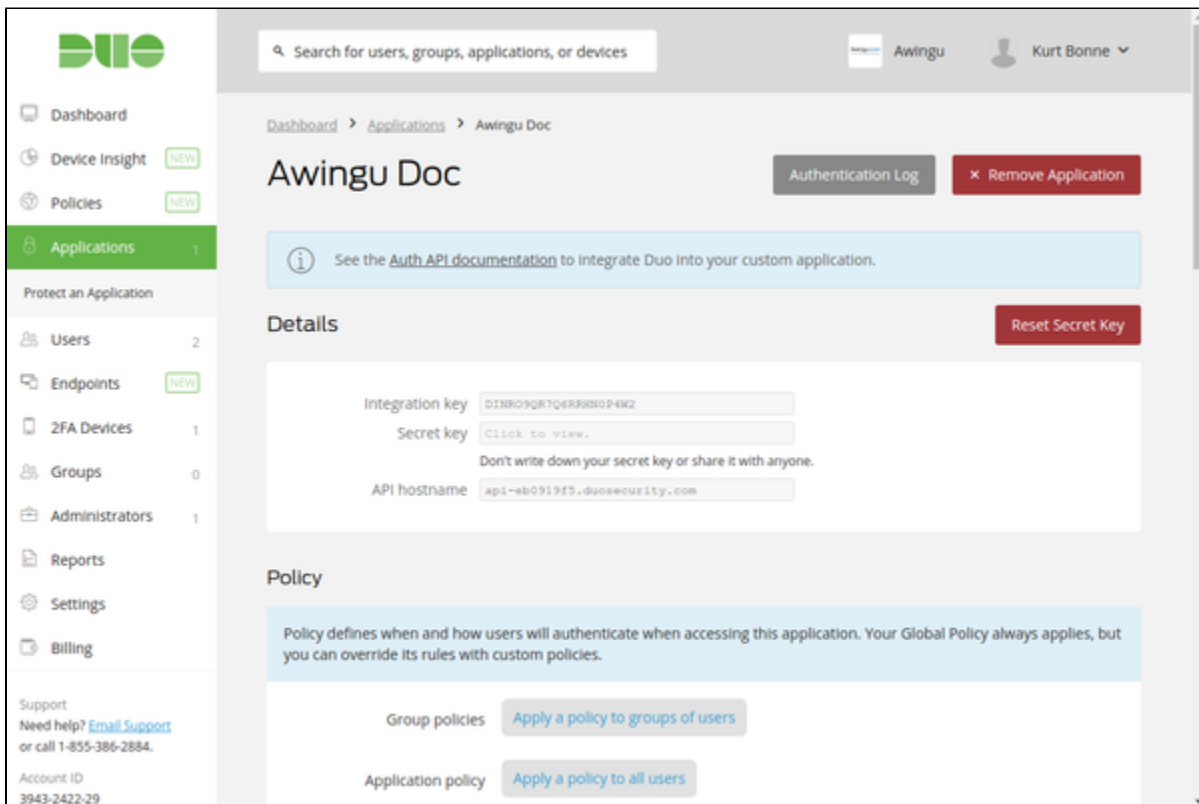 DUO
Search for users, groups, applications, or devices
Awingu
Kurt Bonne
Dashboard
Device Insight NEW
Policies NEW
Applications 1
Protect an Application
Users 2
Endpoints NEW
2FA Devices 1
Groups 0
Administrators 1
Reports
Settings
Billing
Support
Need help? Email Support
or call 1-855-386-2884.
Account ID
3943-2422-29
Dashboard > Applications > Awingu Doc
Awingu Doc
Authentication Log
× Remove Application
See the Auth API documentation to integrate Duo into your custom application.
Details
Reset Secret Key
Integration key
Secret key Click to view.
Don't write down your secret key or share it with anyone.
API hostname api-eb0919f5.duosecurity.com
Policy
Policy defines when and how users will authenticate when accessing this application. Your Global Policy always applies, but
you can override its rules with custom policies.
Group policies Apply a policy to groups of users
Application policy Apply a policy to all users